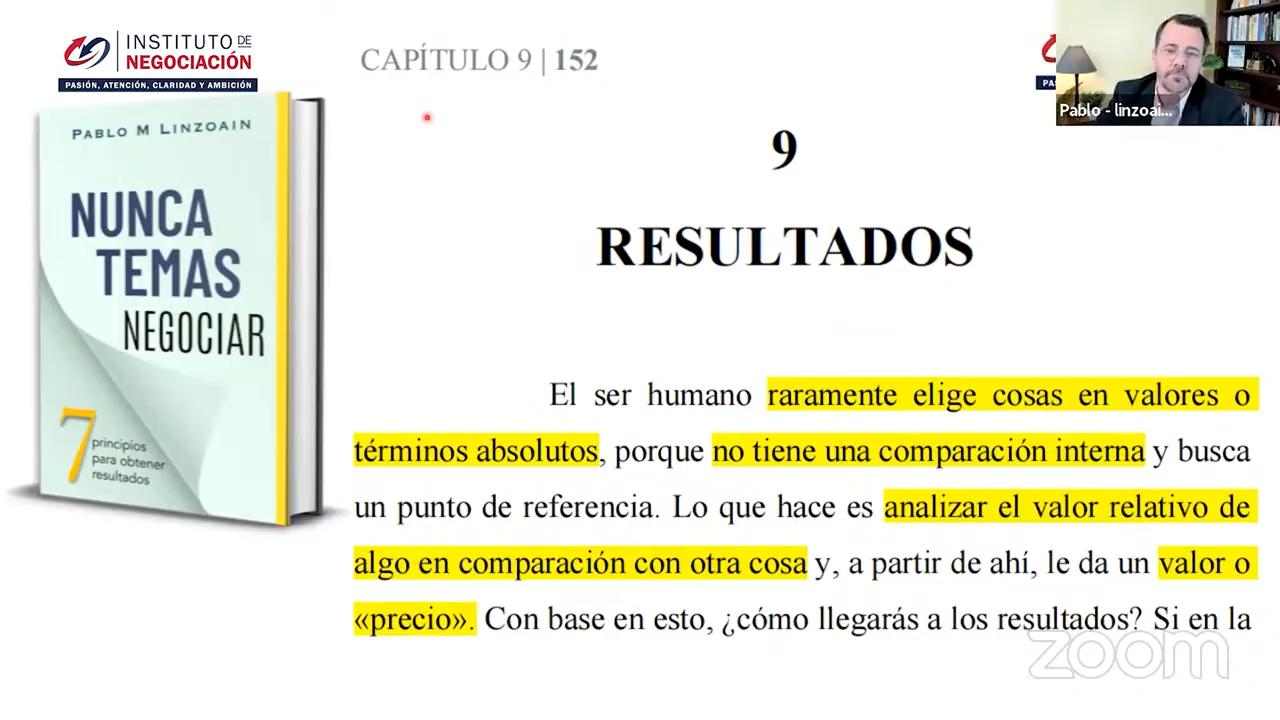 INSTITUTO DE
NEGOCIACIÓN
PASIÓN, ATENCIÓN, CLARIDAD Y AMBICIÓN
PABLO M LINZOAIN
NUNCA
TEMAS
NEGOCIAR
7 principios
para obtener
resultados
CAPÍTULO 9 | 152
PAS
Pablo - linzoai...
9
RESULTADOS
El ser humano raramente elige cosas en valores o
términos absolutos, porque no tiene una comparación interna y busca
un punto de referencia. Lo que hace es analizar el valor relativo de
algo en comparación con otra cosa y, a partir de ahí, le da un valor o
«precio». Con base en esto, ¿cómo llegarás a los resultados? Si en la
zoom